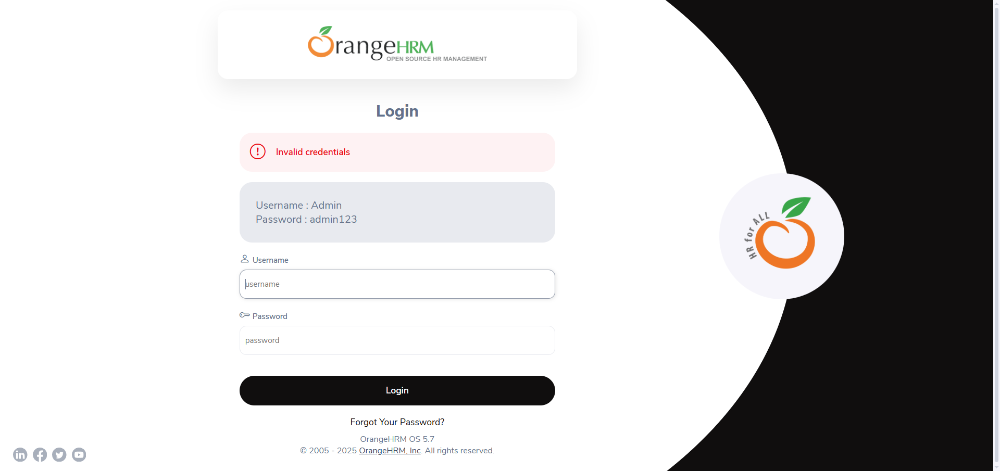 OrangeHRM
OPEN SOURCE HR MANAGEMENT
Login
Invalid credentials
Username : Admin
Password : admin123
Username
username
Password
password
Login
Forgot Your Password?
OrangeHRM OS 5.7
© 2005 - 2025 OrangeHRM, Inc. All rights reserved.
HR for ALL